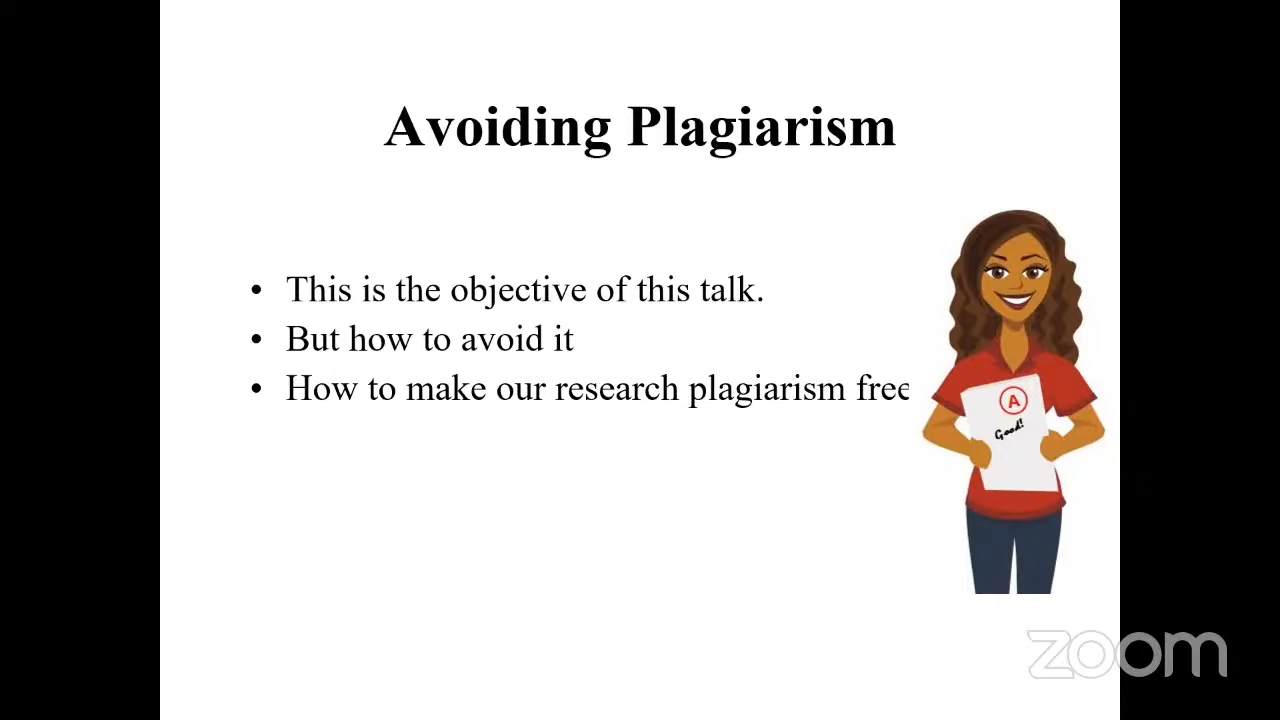 Avoiding Plagiarism
• This is the objective of this talk.
• But how to avoid it
• How to make our research plagiarism free
A
Good!
zoom